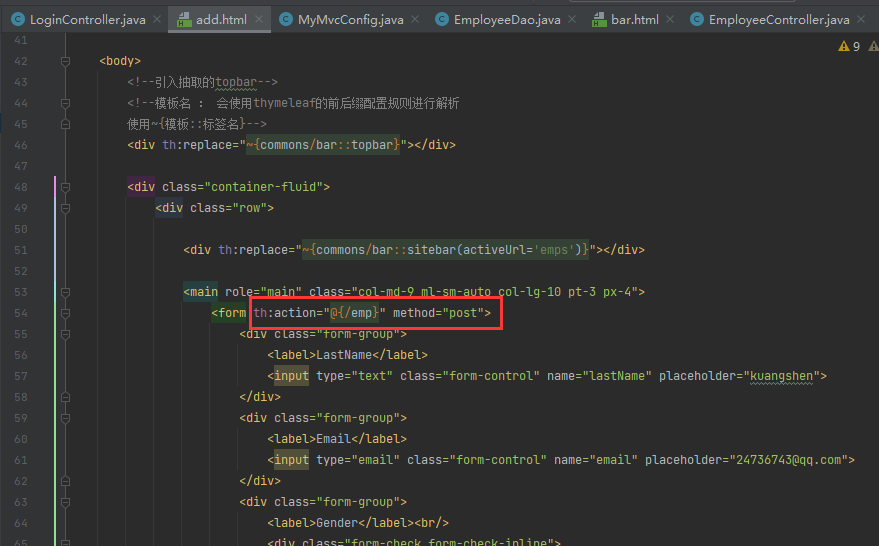 LoginController.java × add.html × MyMvcConfig.java × EmployeeDao.java × bar.html × EmployeeController.java ×
41 9
42 <body>
43 <!--引入抽取的topbar-->
44 <!--模板名 : 会使用thymeleaf的前后缀配置规则进行解析
45 使用~{模板::标签名}-->
46 <div th:replace="~{commons/bar::topbar}"></div>
47
48 <div class="container-fluid">
49 <div class="row">
50
51 <div th:replace="~{commons/bar::sitebar(activeUrl='emps')}"></div>
52
53 <main role="main" class="col-md-9 ml-sm-auto col-lg-10 pt-3 px-4">
54 <form th:action="@{/emp}" method="post">
55 <div class="form-group">
56 <label>LastName</label>
57 <input type="text" class="form-control" name="lastName" placeholder="kuangshen">
58 </div>
59 <div class="form-group">
60 <label>Email</label>
61 <input type="email" class="form-control" name="email" placeholder="24736743@qq.com">
62 </div>
63 <div class="form-group">
64 <label>Gender</label><br/>
65 <div class="form-check form-check-inline">